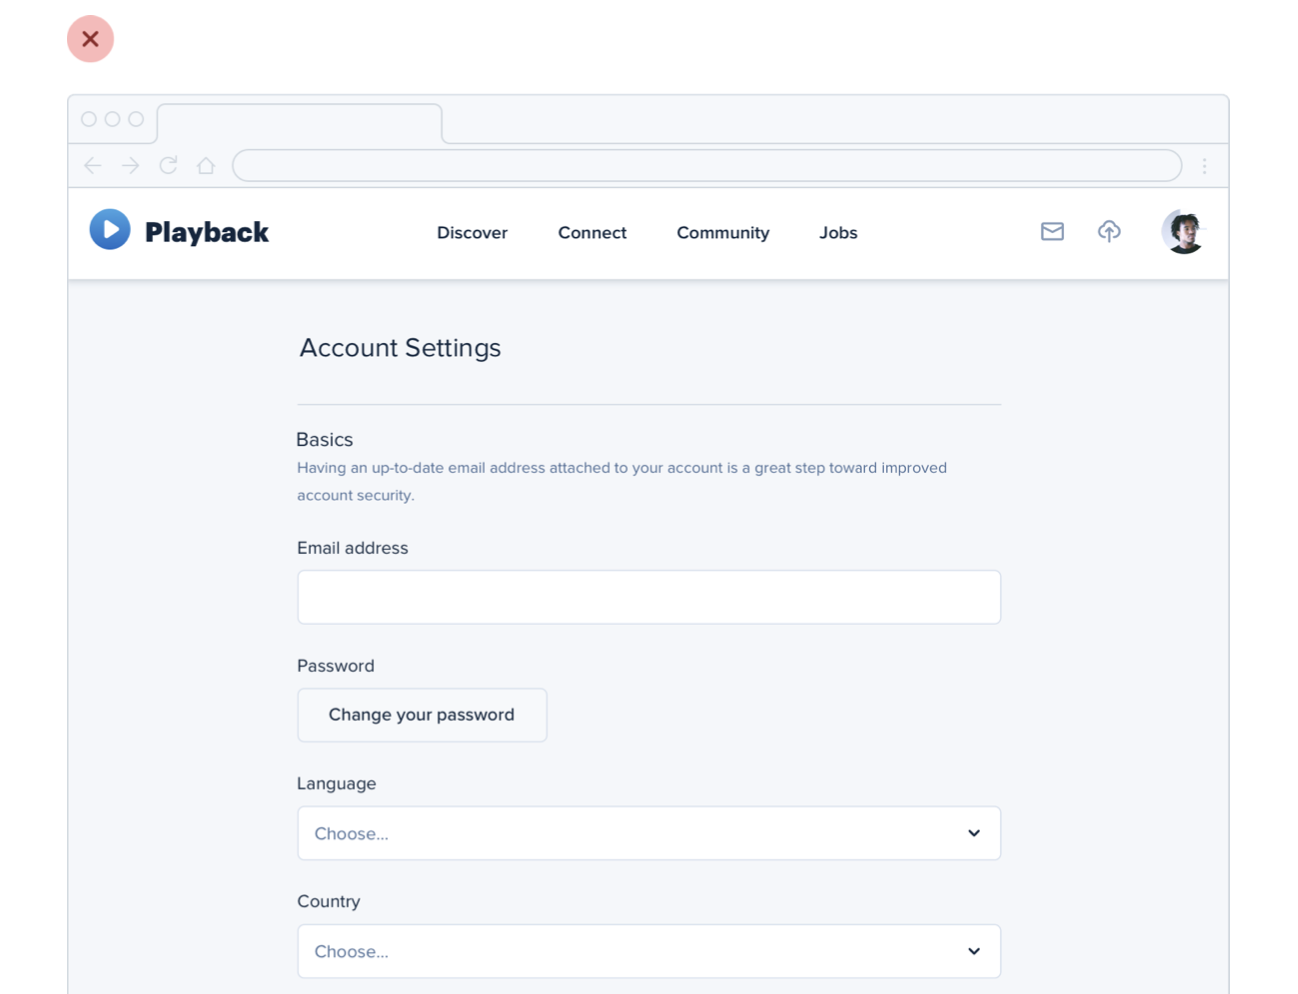 Playback
Discover Connect Community Jobs
Account Settings
Basics
Having an up-to-date email address attached to your account is a great step toward improved
account security.
Email address
Password
Change your password
Language
Choose...
Country
Choose...